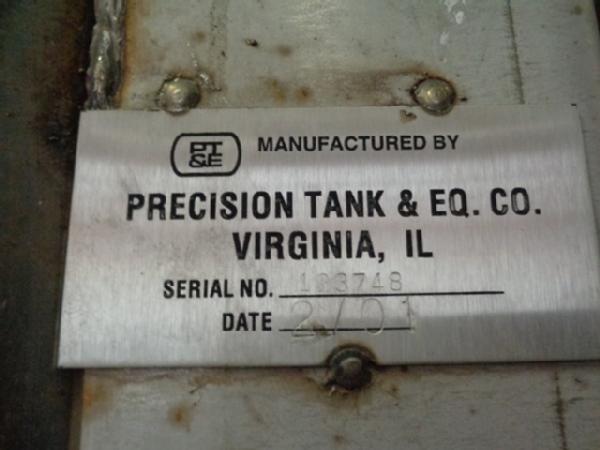 PT
&E
MANUFACTURED BY
PRECISION TANK & EQ. CO.
VIRGINIA, IL
SERIAL NO.
DATE 2/01